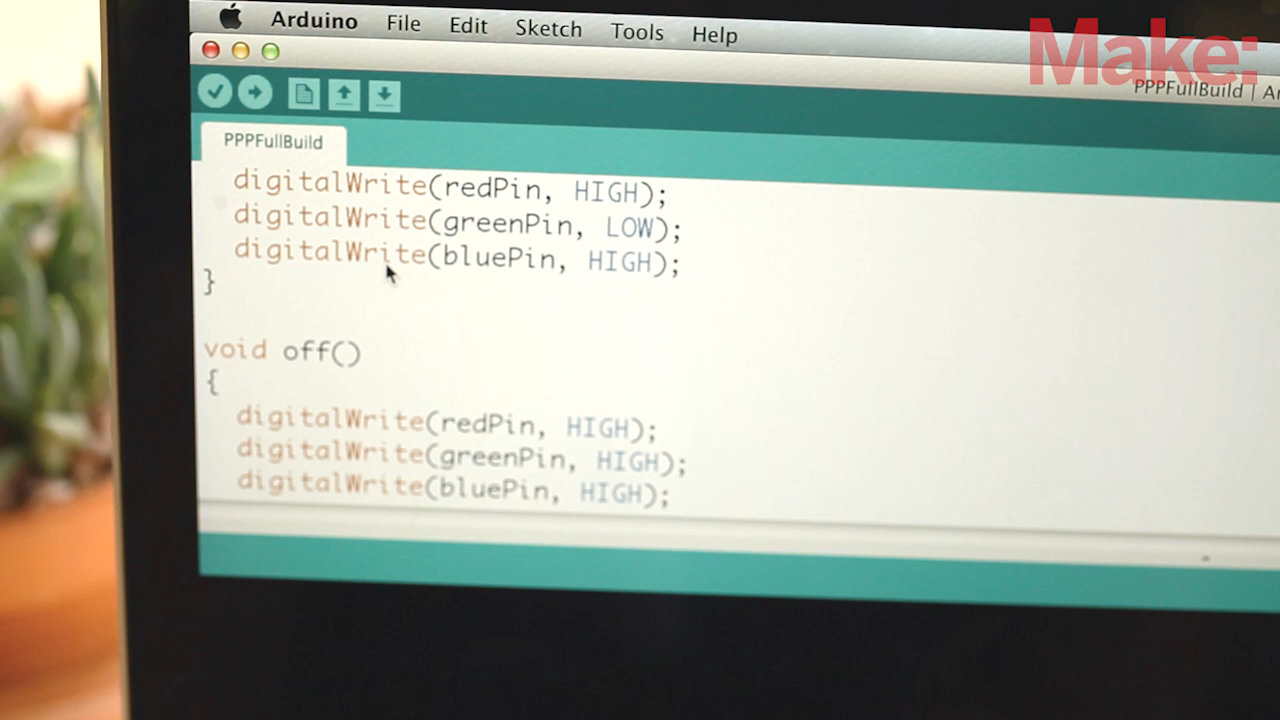 Arduino File Edit Sketch Tools Help
Make:
PPPFullBuild | Ar
PPPFullBuild
digitalWrite(redPin, HIGH);
digitalWrite(greenPin, LOW);
digitalWrite(bluePin, HIGH);
}
void off()
{
digitalWrite(redPin, HIGH);
digitalWrite(greenPin, HIGH);
digitalWrite(bluePin, HIGH);